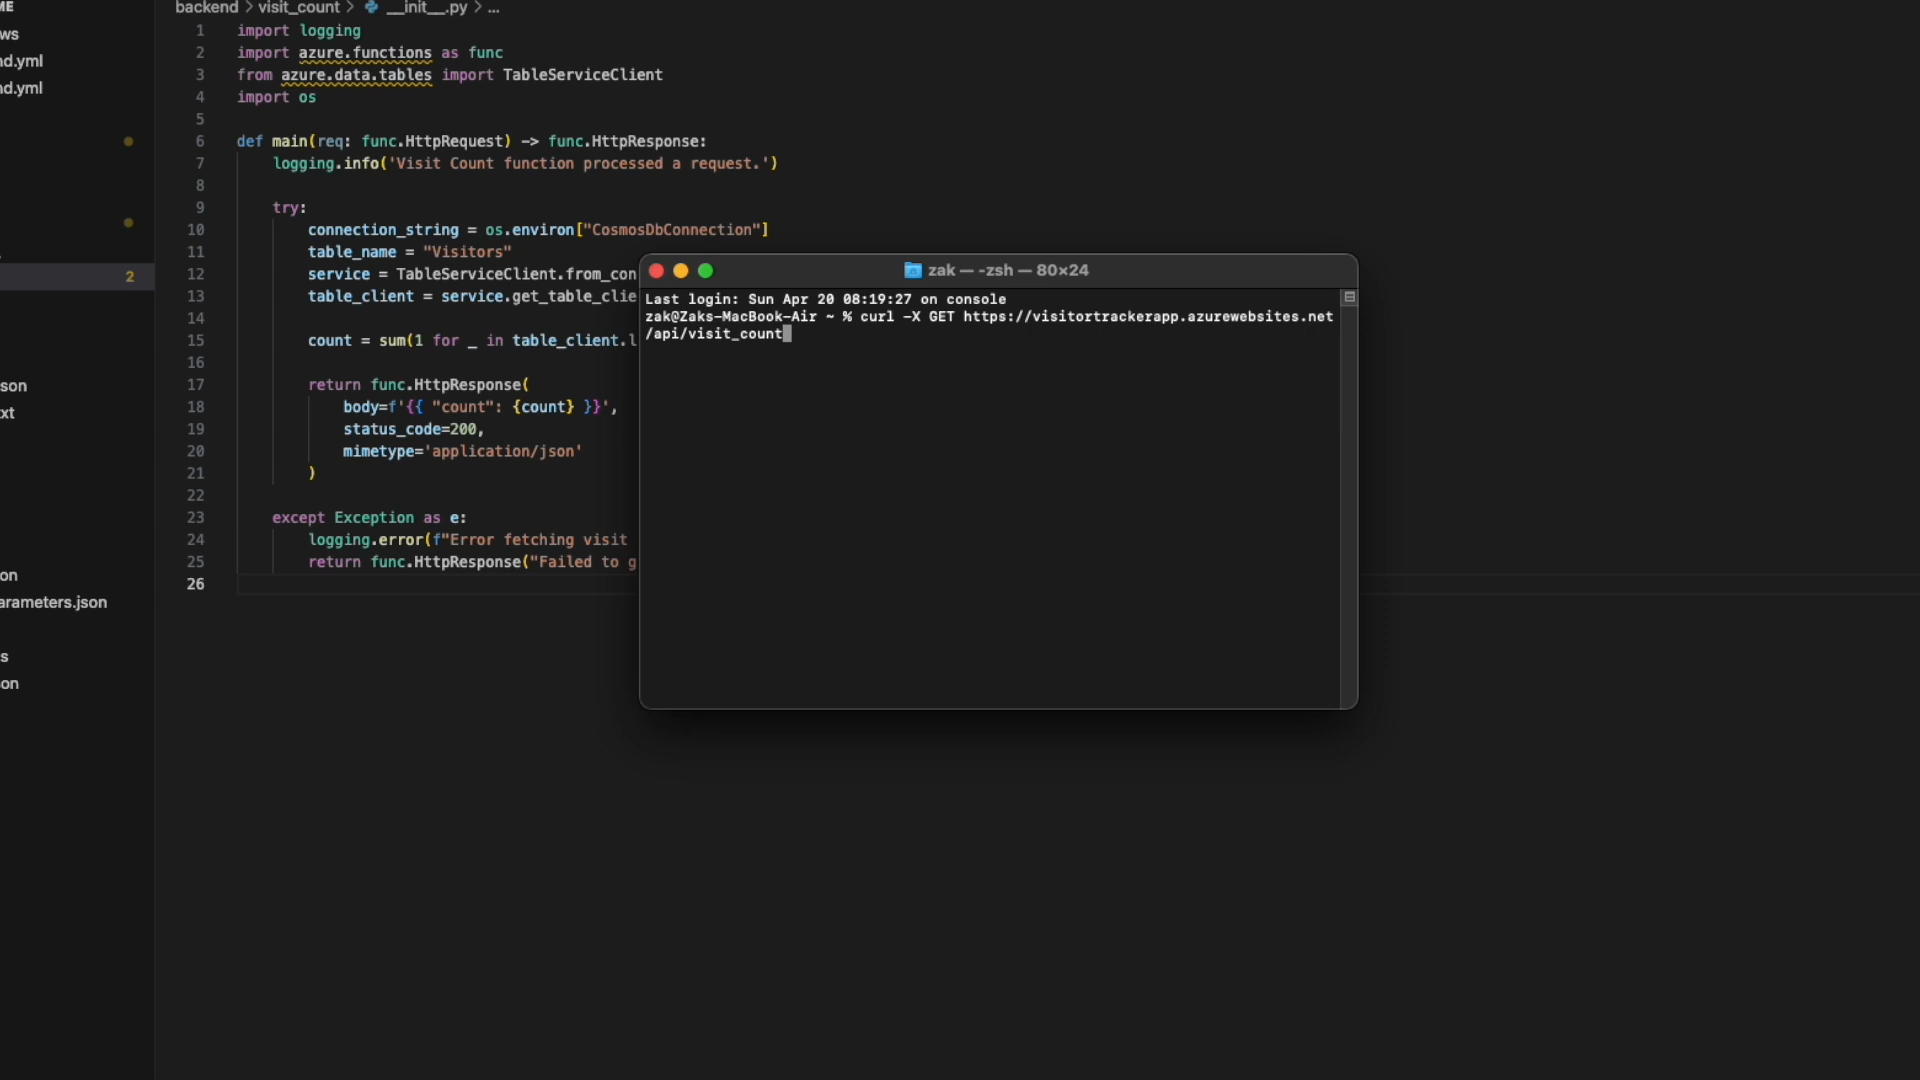 ME
ws
nd.yml
nd.yml
2
son
xt
on
arameters.json
s
on
backend > visit_count > __init__.py > ...
1 import logging
2 import azure.functions as func
3 from azure.data.tables import TableServiceClient
4 import os
5
6 def main(req: func.HttpRequest) -> func.HttpResponse:
7 logging.info('Visit Count function processed a request.')
8
9 try:
10 connection_string = os.environ["CosmosDbConnection"]
11 table_name = "Visitors"
12 service = TableServiceClient.from_con
13 table_client = service.get_table_clie
14
15 count = sum(1 for _ in table_client.l
16
17 return func.HttpResponse(
18 body=f'{{ "count": {count} }}',
19 status_code=200,
20 mimetype='application/json'
21 )
22
23 except Exception as e:
24 logging.error(f"Error fetching visit
25 return func.HttpResponse("Failed to g
26
zak — -zsh — 80×24
Last login: Sun Apr 20 08:19:27 on console
zak@Zaks-MacBook-Air ~ % curl -X GET https://visitortrackerapp.azurewebsites.net
/api/visit_count